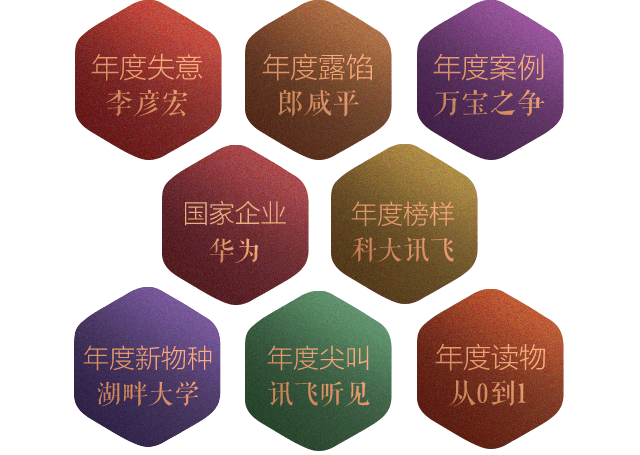 年度失意
李彦宏
年度露馅
郎咸平
年度案例
万宝之争
国家企业
华为
年度榜样
科大讯飞
年度新物种
湖畔大学
年度尖叫
讯飞听见
年度读物
从0到1